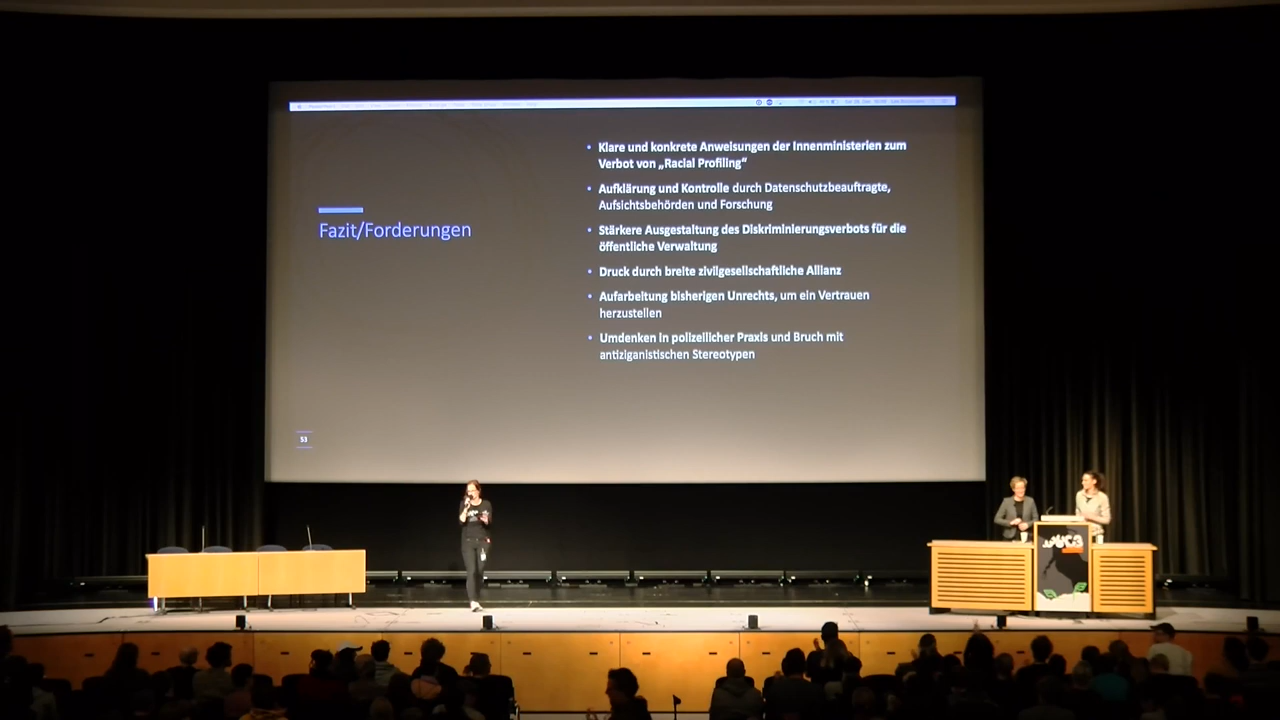 Fazit/Forderungen
• Klare und konkrete Anweisungen der Innenministerien zum
Verbot von „Racial Profiling“
• Aufklärung und Kontrolle durch Datenschutzbeauftragte,
Aufsichtsbehörden und Forschung
• Stärkere Ausgestaltung des Diskriminierungsverbots für die
öffentliche Verwaltung
• Druck durch breite zivilgesellschaftliche Allianz
• Aufarbeitung bisherigen Unrechts, um ein Vertrauen
herzustellen
• Umdenken in polizeilicher Praxis und Bruch mit
antiziganistischen Stereotypen
53